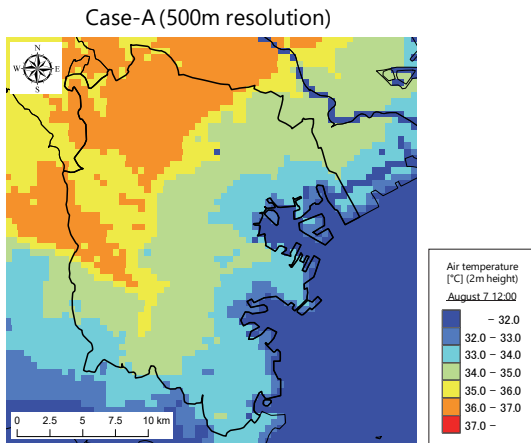 Case-A (500m resolution)
N
W E
S
Air temperature
[℃] (2m height)
August 7 12:00
- 32.0
32.0 - 33.0
33.0 - 34.0
34.0 - 35.0
35.0 - 36.0
36.0 - 37.0
37.0 -
0 2.5 5 10 km